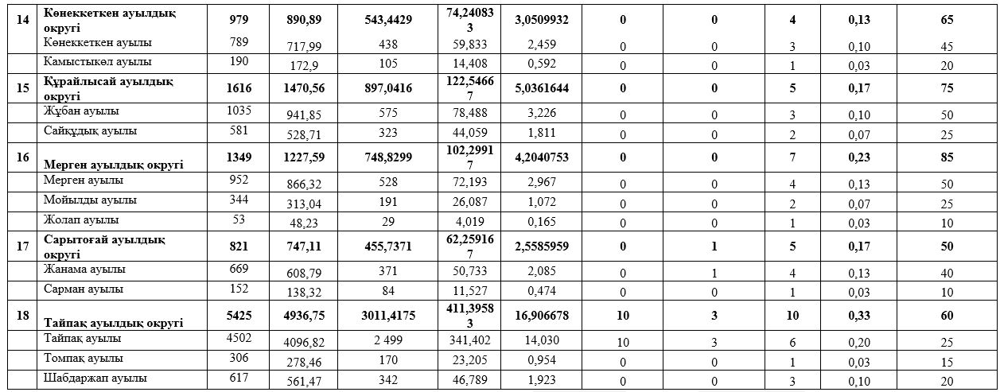 14 Көнеккеткен ауылдық округі 979 890,89 543,4429 74,240833 3,0509932 0 0 4 0,13 65
Көнеккеткен ауылы 789 717,99 438 59,833 2,459 0 0 3 0,10 45
Камыстыкөл ауылы 190 172,9 105 14,408 0,592 0 0 1 0,03 20
15 Құрайлысай ауылдық округі 1616 1470,56 897,0416 122,54667 5,0361644 0 0 5 0,17 75
Жұбан ауылы 1035 941,85 575 78,488 3,226 0 0 3 0,10 50
Сайқұдық ауылы 581 528,71 323 44,059 1,811 0 0 2 0,07 25
16 Мерген ауылдық округі 1349 1227,59 748,8299 102,29917 4,2040753 0 0 7 0,23 85
Мерген ауылы 952 866,32 528 72,193 2,967 0 0 4 0,13 50
Мойылды ауылы 344 313,04 191 26,087 1,072 0 0 2 0,07 25
Жолап ауылы 53 48,23 29 4,019 0,165 0 0 1 0,03 10
17 Сарытоғай ауылдық округі 821 747,11 455,7371 62,259167 2,5585959 0 1 5 0,17 50
Жанама ауылы 669 608,79 371 50,733 2,085 0 1 4 0,13 40
Сарман ауылы 152 138,32 84 11,527 0,474 0 0 1 0,03 10
18 Тайпақ ауылдық округі 5425 4936,75 3011,4175 411,39583 16,906678 10 3 10 0,33 60
Тайпақ ауылы 4502 4096,82 2 499 341,402 14,030 10 3 6 0,20 25
Томпақ ауылы 306 278,46 170 23,205 0,954 0 0 1 0,03 15
Шабдаржап ауылы 617 561,47 342 46,789 1,923 0 0 3 0,10 20